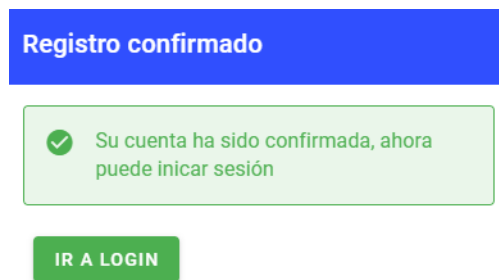 Registro confirmado
Su cuenta ha sido confirmada, ahora
puede inicar sesión
IR A LOGIN